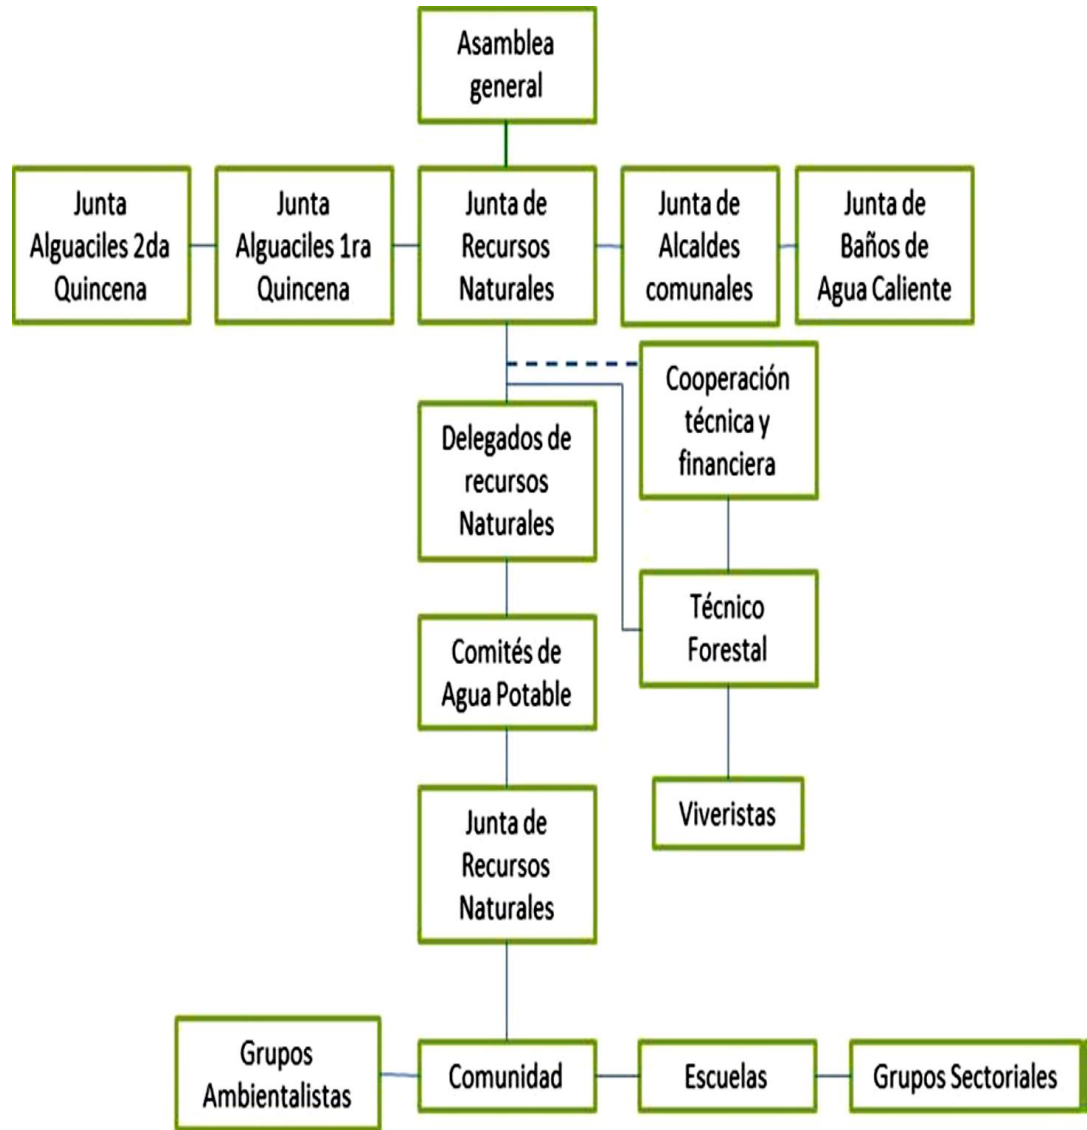 Asamblea
general
Junta
Alguaciles 2da
Quincena
Junta
Alguaciles 1ra
Quincena
Junta de
Recursos
Naturales
Junta de
Alcaldes
comunales
Junta de
Baños de
Agua Caliente
Cooperación
técnica y
financiera
Delegados de
recursos
Naturales
Técnico
Forestal
Comités de
Agua Potable
Viveristas
Junta de
Recursos
Naturales
Grupos
Ambientalistas
Comunidad
Escuelas
Grupos Sectoriales